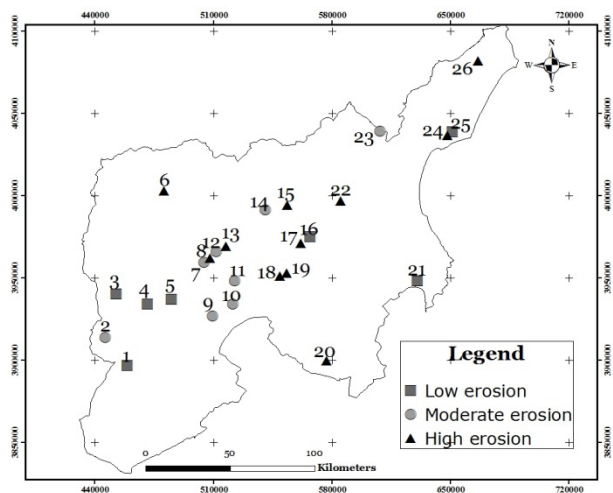 440000 510000 580000 650000 720000
4100000 4100000
N
W E
S
26
4050000 4050000
23 24 25
4000000 4000000
6 14 15 22
13 12 17 16
8
7
3950000 3950000
3 4 5 11 18 19 21
9 10
2
1 20
3900000 3900000
Legend
Low erosion
Moderate erosion
High erosion
3850000 3850000
0 50 100
Kilometers
440000 510000 580000 650000 720000